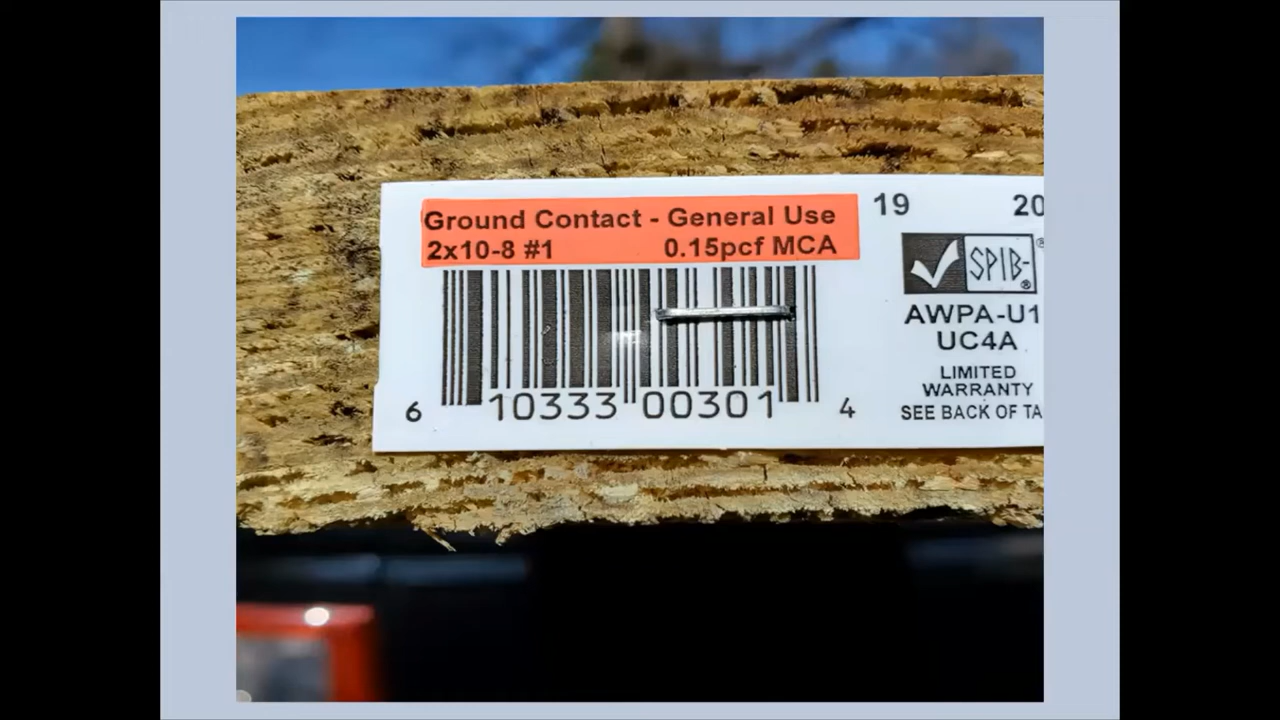 Ground Contact - General Use
2x10-8 #1 0.15pcf MCA
6 10333 00301 4
19 20
SPIB ®
®
AWPA-U1
UC4A
LIMITED
WARRANTY
SEE BACK OF TA